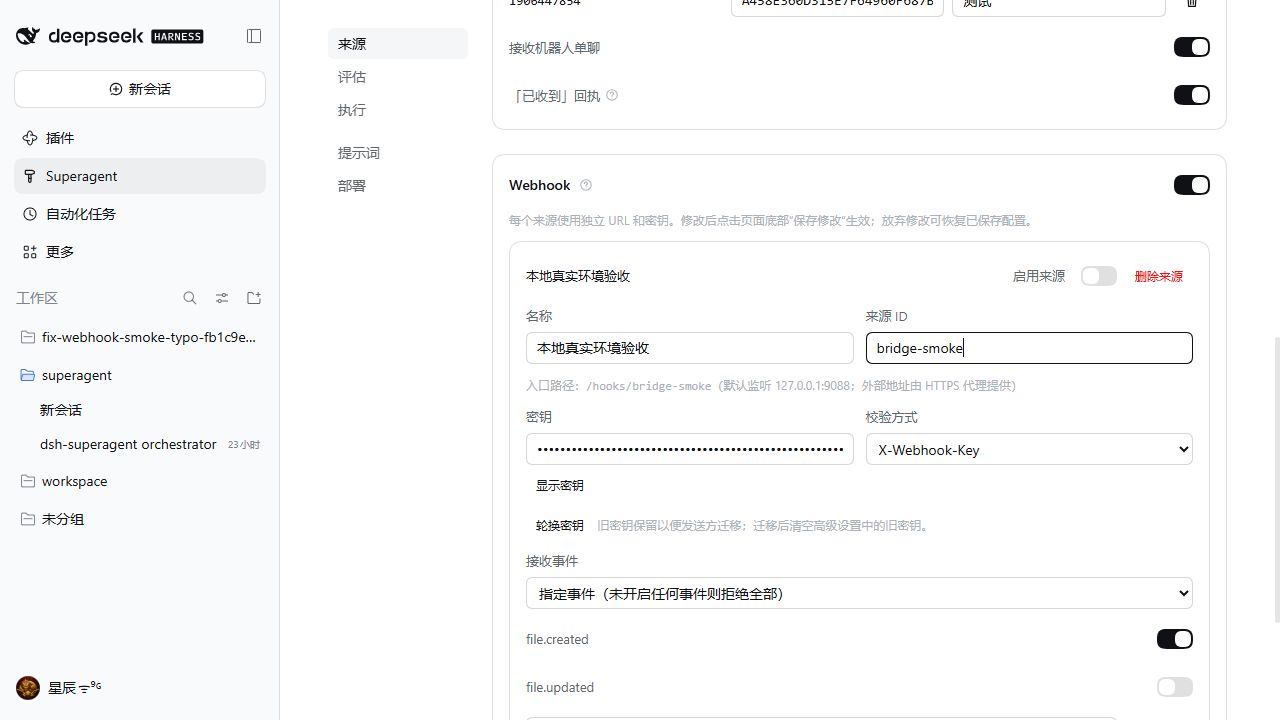 deepseek HARNESS
新会话
插件
Superagent
自动化任务
更多
工作区
fix-webhook-smoke-typo-fb1c9e...
superagent
新会话
dsh-superagent orchestrator 23 小时
workspace
未分组
星辰
来源
评估
执行
提示词
部署
测试
接收机器人单聊
「已收到」回执
Webhook
每个来源使用独立 URL 和密钥。修改后点击页面底部“保存修改”生效；放弃修改可恢复已保存配置。
本地真实环境验收 启用来源 删除来源
名称 来源 ID
本地真实环境验收 bridge-smoke
入口路径：/hooks/bridge-smoke（默认监听 127.0.0.1:9088；外部地址由 HTTPS 代理提供）
密钥 校验方式
X-Webhook-Key
显示密钥
轮换密钥 旧密钥保留以便发送方迁移；迁移后清空高级设置中的旧密钥。
接收事件
指定事件（未开启任何事件则拒绝全部）
file.created
file.updated